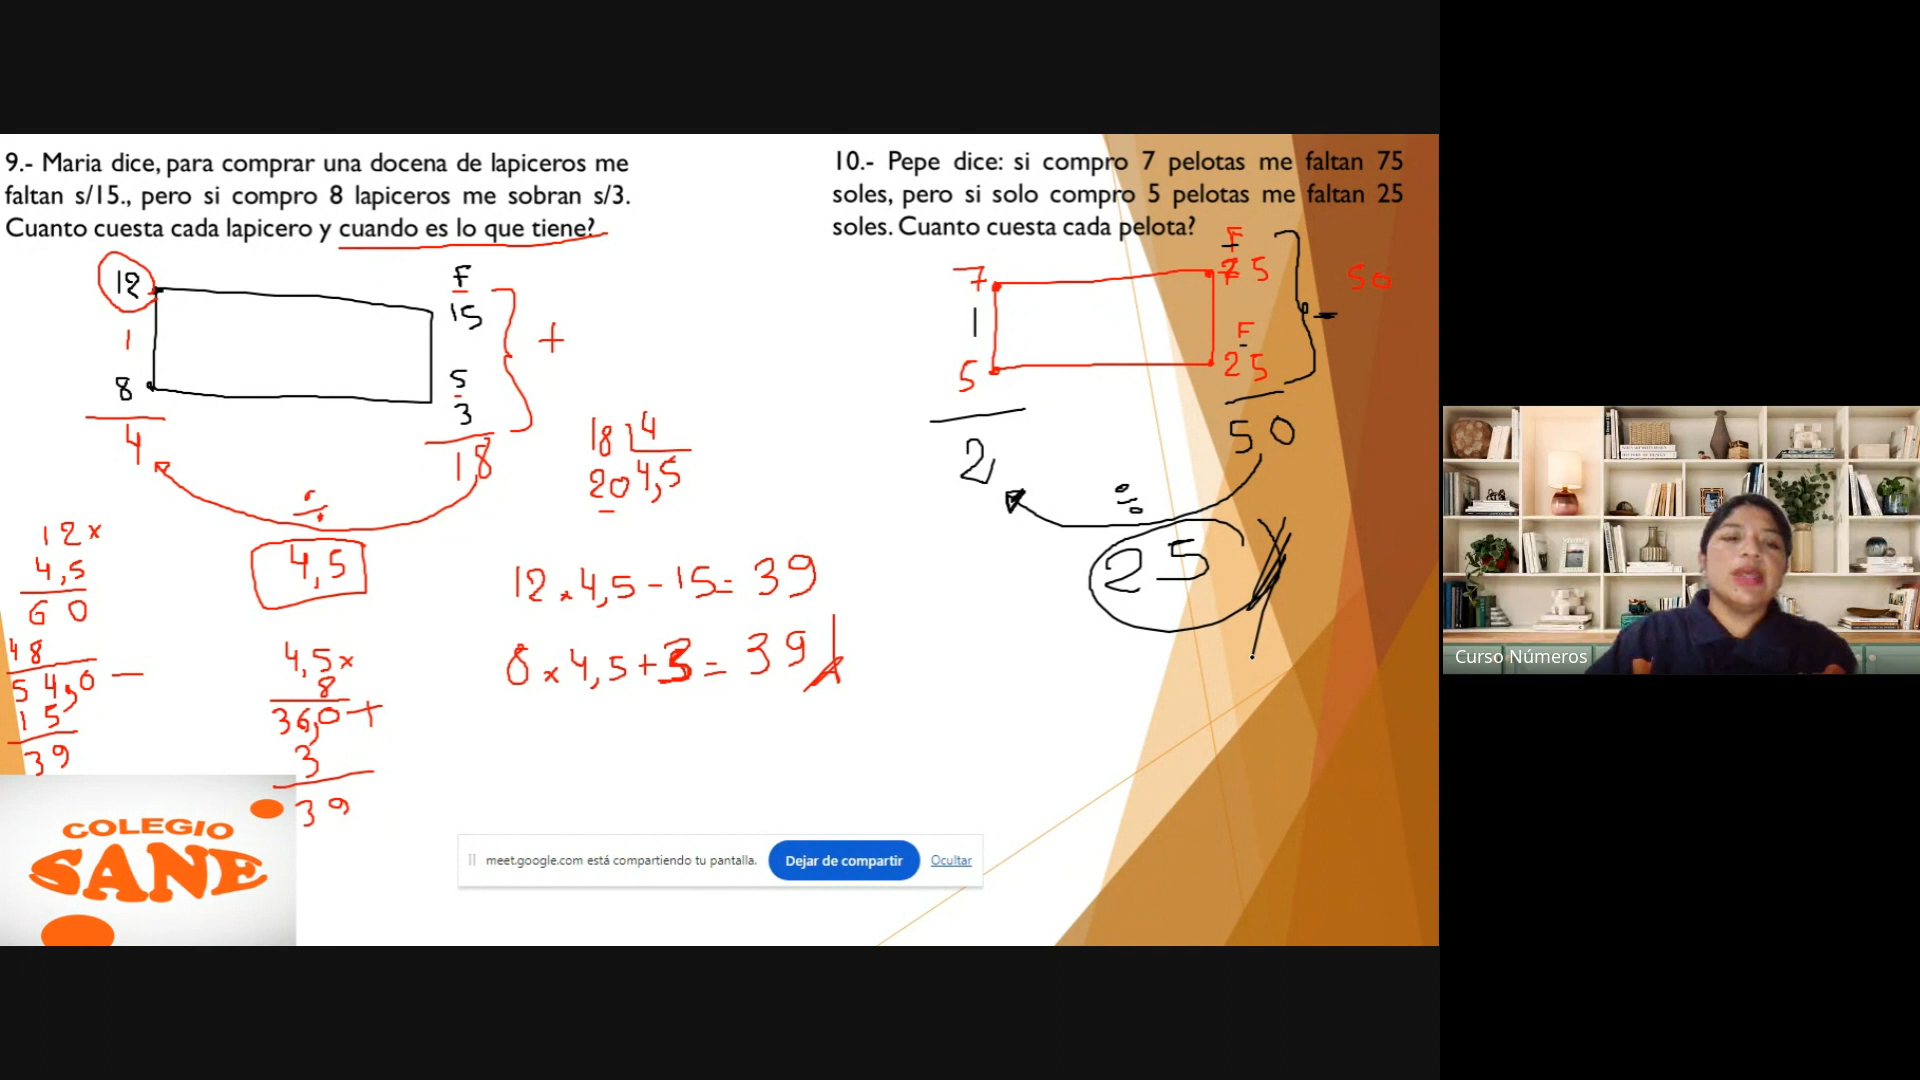 9.- Maria dice, para comprar una docena de lapiceros me
faltan s/15., pero si compro 8 lapiceros me sobran s/3.
Cuanto cuesta cada lapicero y cuando es lo que tiene?
12
F
15
1
+
8
S
3
4
18
÷
4,5
18 4
20 4,5
12 x
4,5
60
48
54,0 -
15
39
4,5 x
8
36,0 +
3
39
12 x 4,5 - 15 = 39
8 x 4,5 + 3 = 39
10.- Pepe dice: si compro 7 pelotas me faltan 75
soles, pero si solo compro 5 pelotas me faltan 25
soles. Cuanto cuesta cada pelota?
7
F
75
50
1
-
5
F
25
2
50
÷
25
COLEGIO
SANE
meet.google.com está compartiendo tu pantalla. Dejar de compartir Ocultar
Curso Números